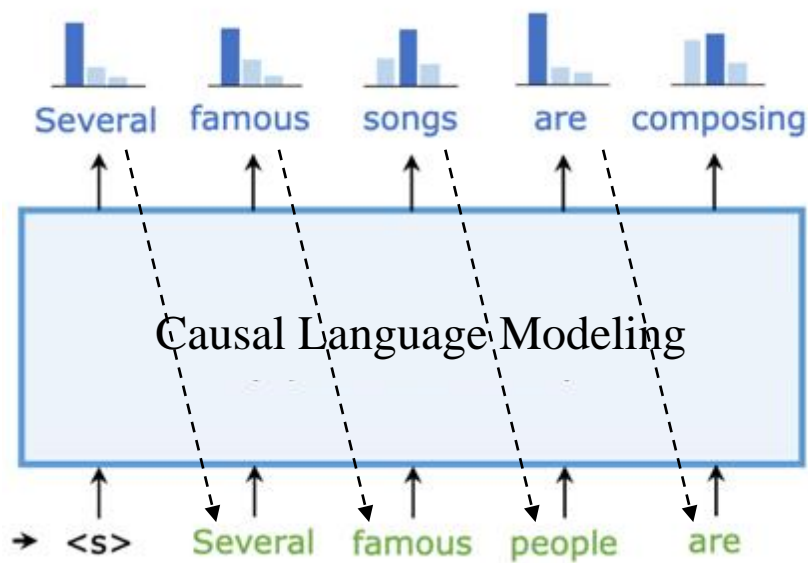 Several famous songs are composing
Causal Language Modeling
→ <s> Several famous people are